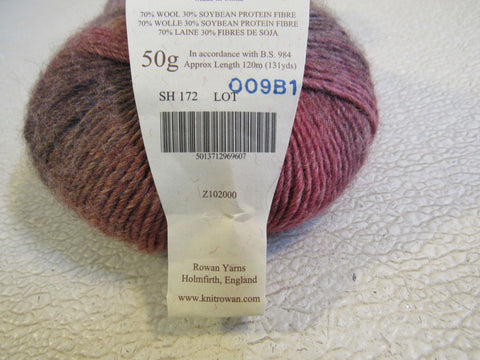 70% WOOL 30% SOYBEAN PROTEIN FIBRE
70% WOLLE 30% SOYBEAN PROTEIN FIBRE
70% LAINE 30% FIBRES DE SOJA
50g
In accordance with B.S. 984
Approx Length 120m (131yds)
SH 172 LOT 009B1
5013712969607
Z102000
Rowan Yarns
Holmfirth, England
www.knitrowan.com